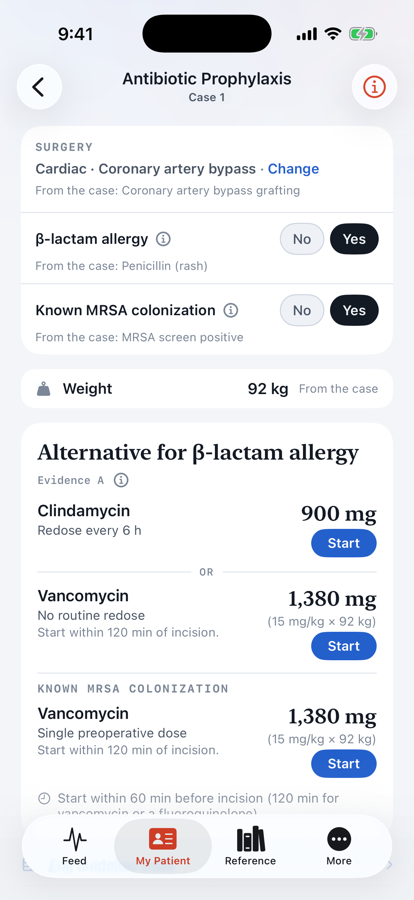 9:41
Antibiotic Prophylaxis
Case 1
SURGERY
Cardiac · Coronary artery bypass · Change
From the case: Coronary artery bypass grafting
β-lactam allergy
No Yes
From the case: Penicillin (rash)
Known MRSA colonization
No Yes
From the case: MRSA screen positive
Weight 92 kg From the case
Alternative for β-lactam allergy
Evidence A
Clindamycin 900 mg
Redose every 6 h
Start
OR
Vancomycin 1,380 mg
No routine redose (15 mg/kg × 92 kg)
Start within 120 min of incision.
Start
KNOWN MRSA COLONIZATION
Vancomycin 1,380 mg
Single preoperative dose (15 mg/kg × 92 kg)
Start within 120 min of incision.
Start
Start within 60 min before incision (120 min for
vancomycin or a fluoroquinolone)
Feed My Patient Reference More